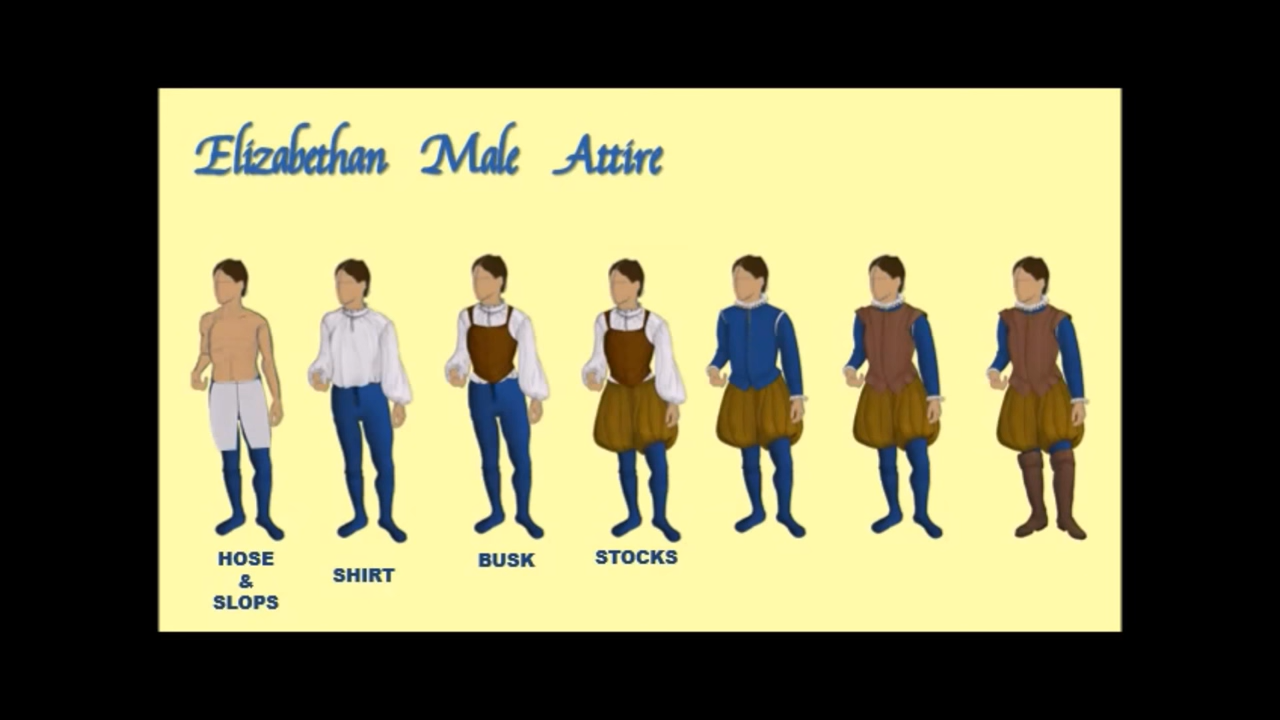 Elizabethan Male Attire
HOSE
&
SLOPS
SHIRT
BUSK
STOCKS